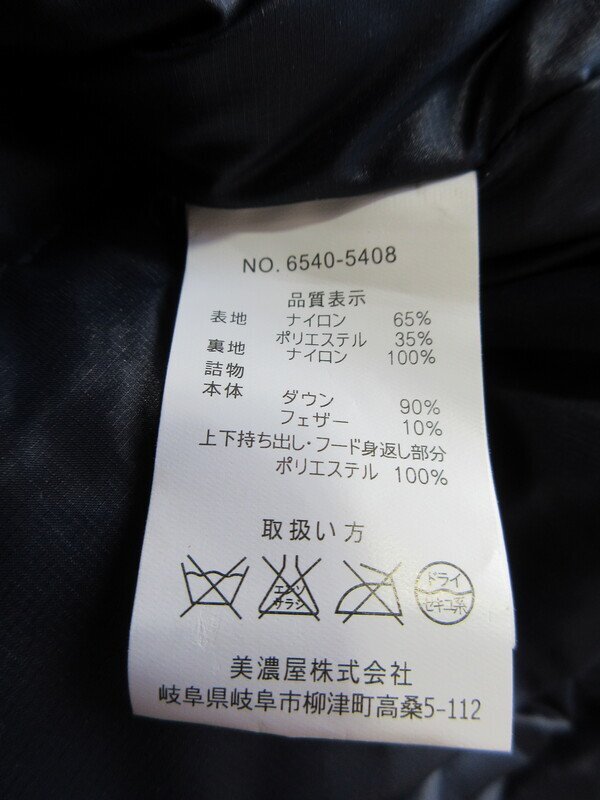 NO. 6540-5408
品質表示
表地 ナイロン 65%
ポリエステル 35%
裏地 ナイロン 100%
詰物
本体 ダウン 90%
フェザー 10%
上下持ち出し・フード身返し部分
ポリエステル 100%
取扱い方
エンソ サラシ ドライ セキユ系
美濃屋株式会社
岐阜県岐阜市柳津町高桑5-112